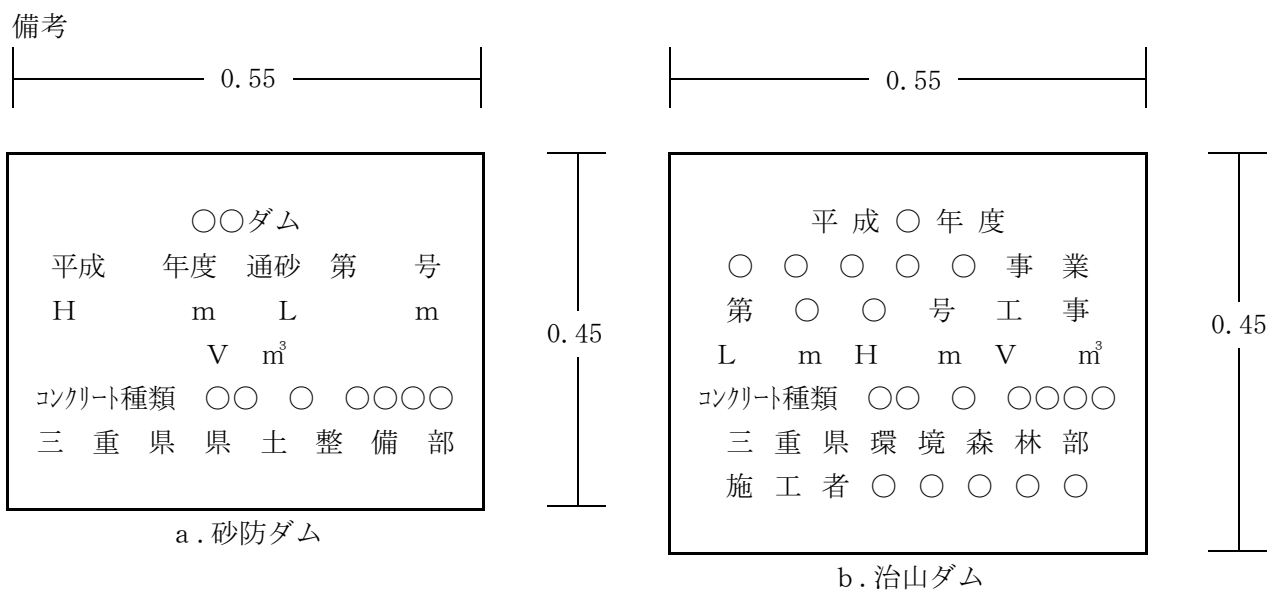 備考
0.55
○○ダム
平成 年度 通砂 第 号
H m L m
V m³
コンクリート種類 ○○ ○ ○○○○
三重県県土整備部
0.45
a.砂防ダム
0.55
平成○年度
○○○○○事業
第○○号工事
L m H m V m³
コンクリート種類 ○○ ○ ○○○○
三重県環境森林部
施工者○○○○○
0.45
b.治山ダム